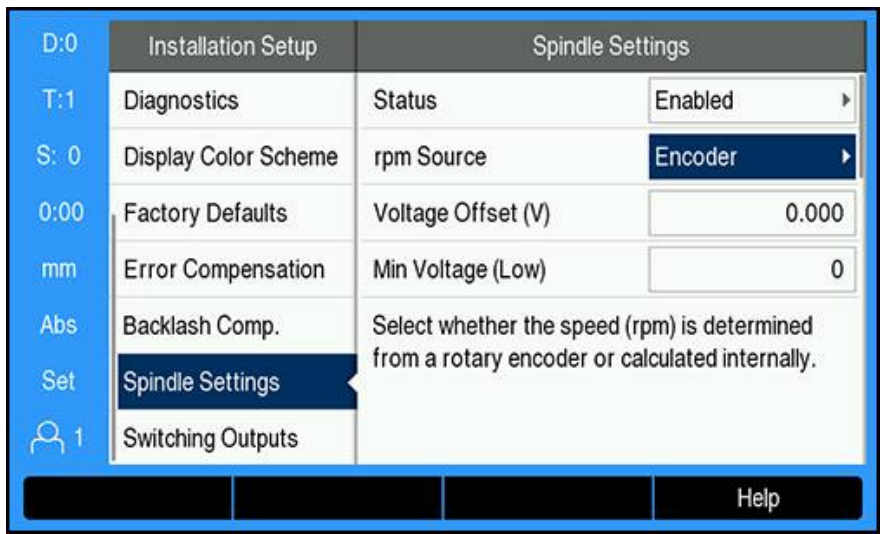 D:0
T:1
S: 0
0:00
mm
Abs
Set
1
Installation Setup
Diagnostics
Display Color Scheme
Factory Defaults
Error Compensation
Backlash Comp.
Spindle Settings
Switching Outputs
Spindle Settings
Status Enabled
rpm Source Encoder
Voltage Offset (V) 0.000
Min Voltage (Low) 0
Select whether the speed (rpm) is determined
from a rotary encoder or calculated internally.
Help